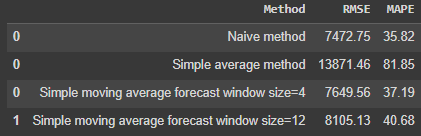 Method RMSE MAPE
0 Naive method 7472.75 35.82
0 Simple average method 13871.46 81.85
0 Simple moving average forecast window size=4 7649.56 37.19
1 Simple moving average forecast window size=12 8105.13 40.68